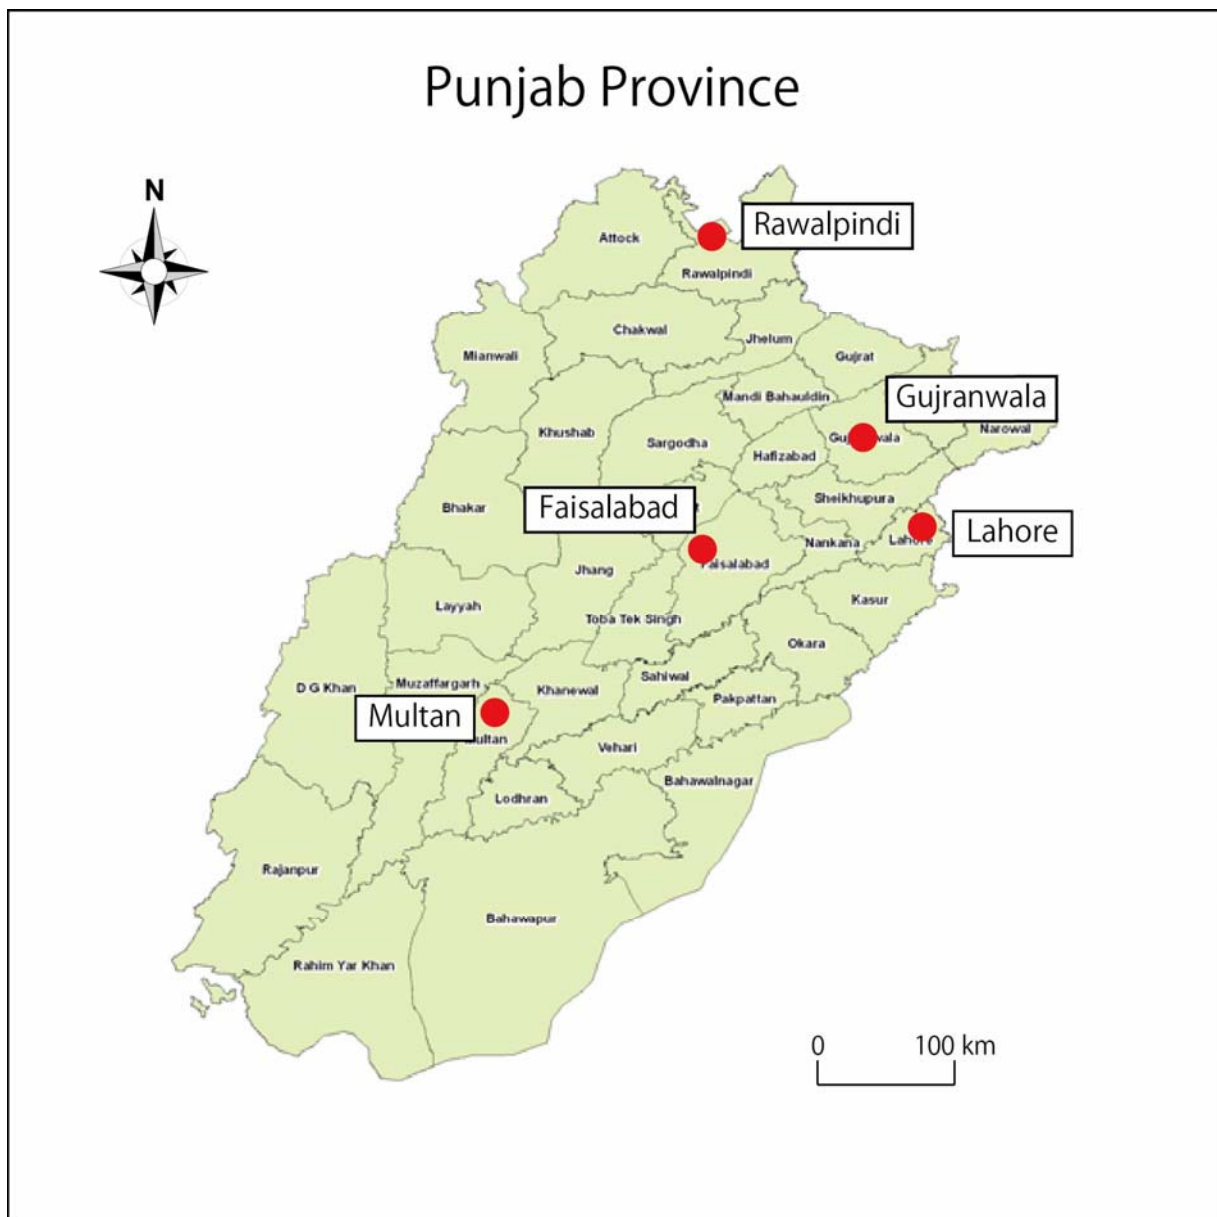 Punjab Province
N
Rawalpindi
Attock
Rawalpindi
Chakwal
Jhelum
Mianwali
Gujrat
Mandi Bahauldin
Gujranwala
Khushab
Sargodha
Narowal
Hafizabad
Bhakar
Sheikhupura
Faisalabad
Lahore
Nankana
Jhang
Faisalabad
Layyah
Kasur
Toba Tek Singh
Okara
D G Khan
Muzaffargarh
Khanewal
Sahiwal
Pakpattan
Multan
Multan
Vehari
Bahawalnagar
Lodhran
Rajanpur
Bahawapur
Rahim Yar Khan
0 100 km